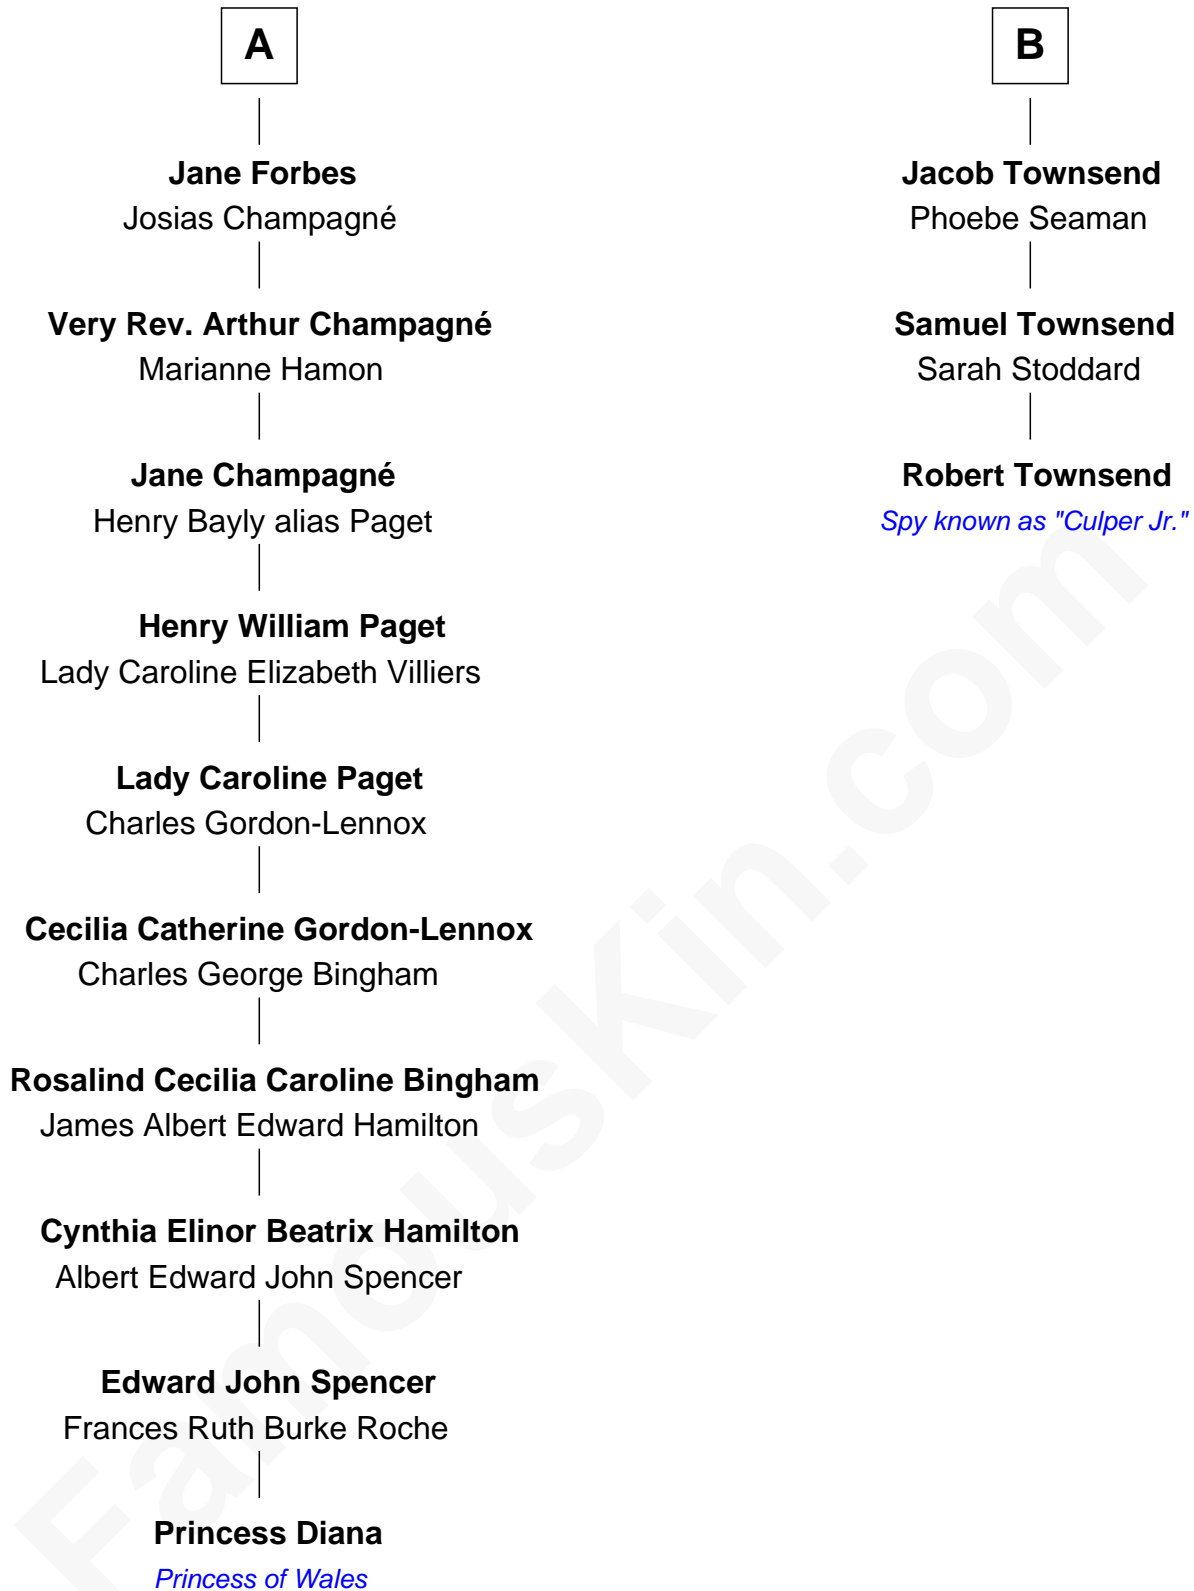 A
Jane Forbes
Josias Champagné
Very Rev. Arthur Champagné
Marianne Hamon
Jane Champagné
Henry Bayly alias Paget
Henry William Paget
Lady Caroline Elizabeth Villiers
Lady Caroline Paget
Charles Gordon-Lennox
Cecilia Catherine Gordon-Lennox
Charles George Bingham
Rosalind Cecilia Caroline Bingham
James Albert Edward Hamilton
Cynthia Elinor Beatrix Hamilton
Albert Edward John Spencer
Edward John Spencer
Frances Ruth Burke Roche
Princess Diana
Princess of Wales
B
Jacob Townsend
Phoebe Seaman
Samuel Townsend
Sarah Stoddard
Robert Townsend
Spy known as "Culper Jr."
FamousKin.com